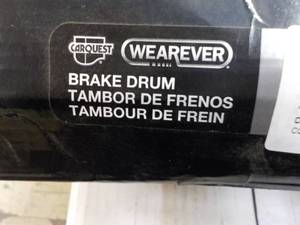 CARQUEST WEAREVER
BRAKE DRUM
TAMBOR DE FRENOS
TAMBOUR DE FREIN